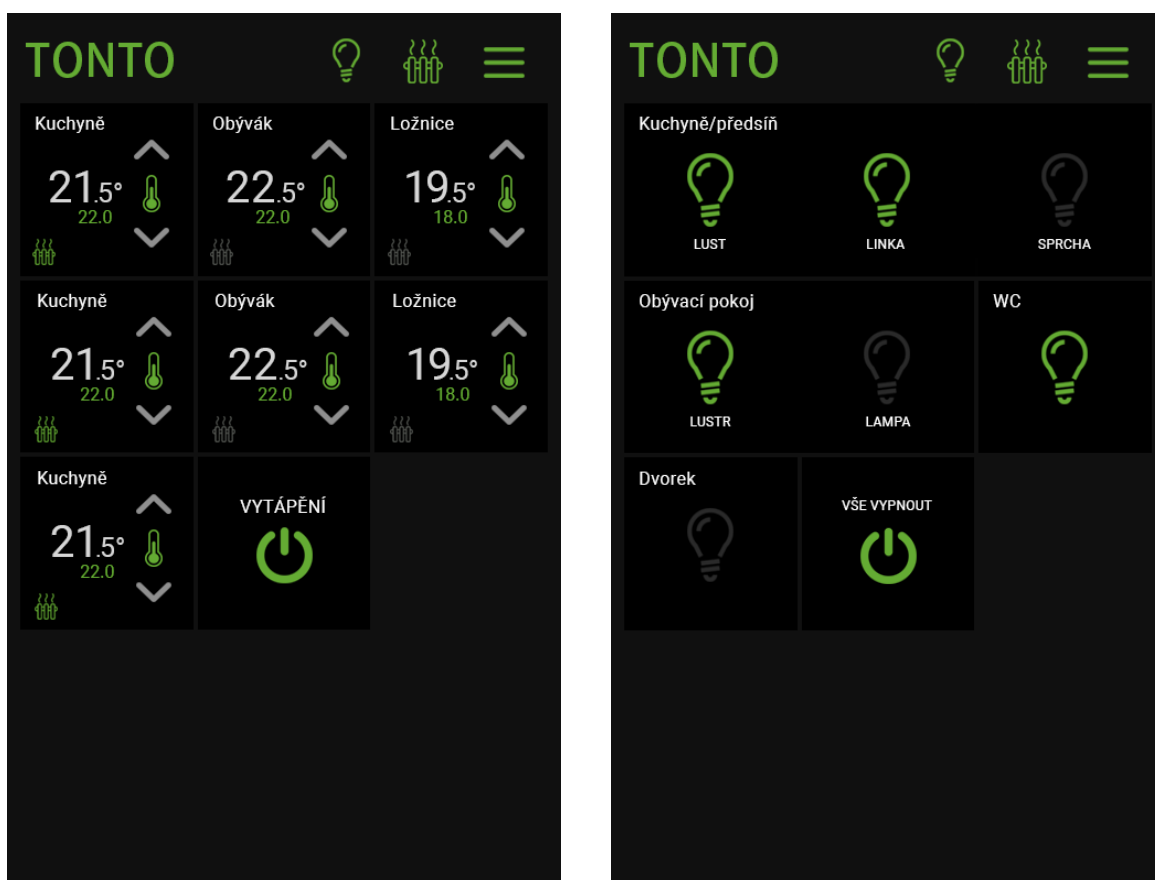 TONTO
Kuchyně
21.5°
22.0
Obývák
22.5°
22.0
Ložnice
19.5°
18.0
Kuchyně
21.5°
22.0
Obývák
22.5°
22.0
Ložnice
19.5°
18.0
Kuchyně
21.5°
22.0
VYTÁPĚNÍ
TONTO
Kuchyně/předsíň
LUST
LINKA
SPRCHA
Obývací pokoj
LUSTR
LAMPA
WC
Dvorek
VŠE VYPNOUT